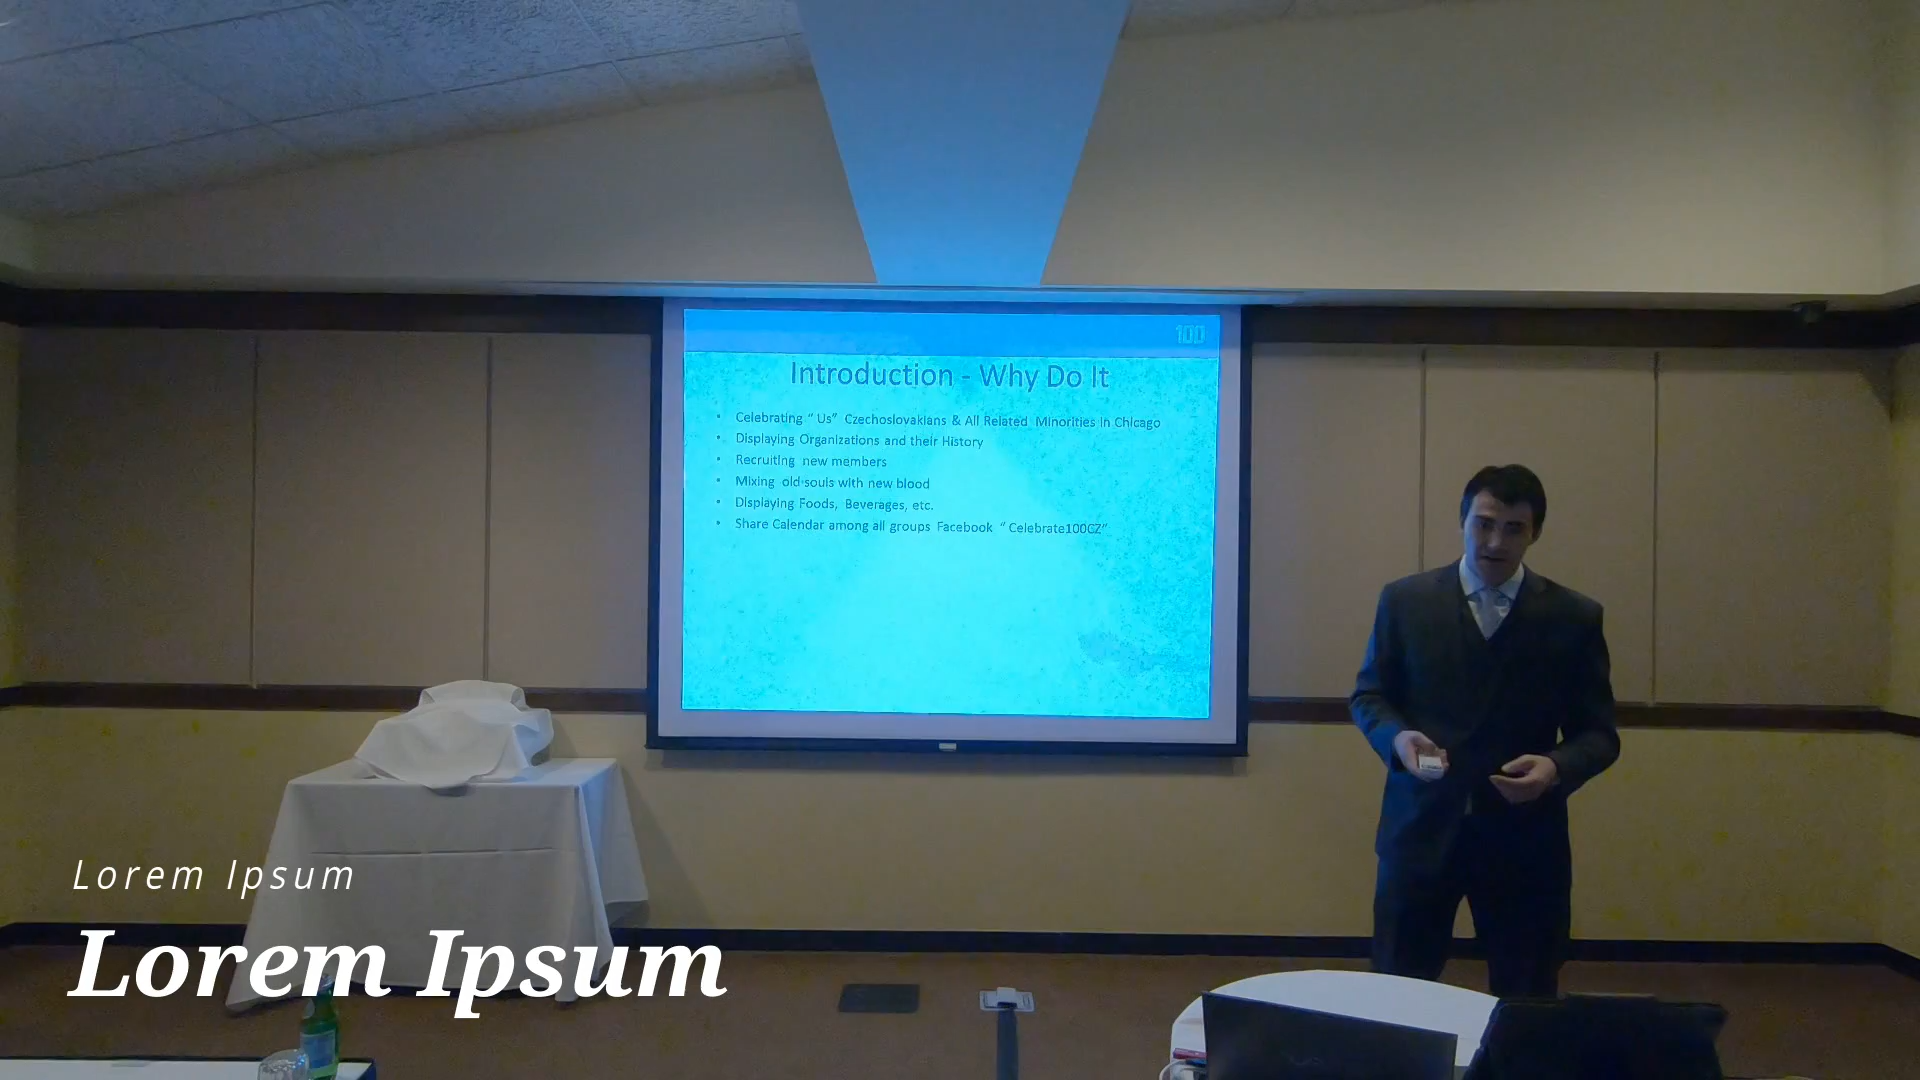 100
Introduction - Why Do It
• Celebrating “ Us” Czechoslovakians & All Related Minorities in Chicago
• Displaying Organizations and their History
• Recruiting new members
• Mixing old souls with new blood
• Displaying Foods, Beverages, etc.
• Share Calendar among all groups Facebook “ Celebrate100CZ”
Lorem Ipsum
Lorem Ipsum